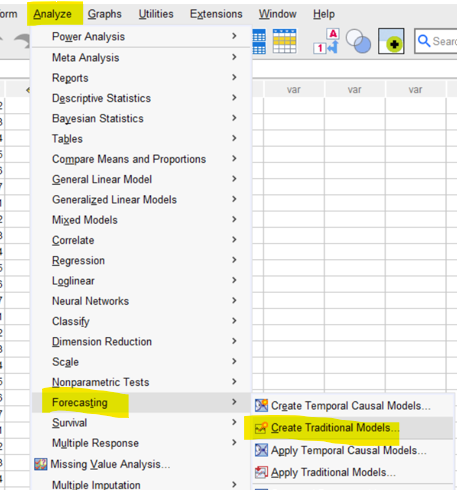 orm Analyze Graphs Utilities Extensions Window Help
Power Analysis
Meta Analysis
Reports
Descriptive Statistics
Bayesian Statistics
Tables
Compare Means and Proportions
General Linear Model
Generalized Linear Models
Mixed Models
Correlate
Regression
Loglinear
Neural Networks
Classify
Dimension Reduction
Scale
Nonparametric Tests
Forecasting
Survival
Multiple Response
Missing Value Analysis...
Multiple Imputation
1 A
Sear
var var var
Create Temporal Causal Models...
Create Traditional Models...
Apply Temporal Causal Models...
Apply Traditional Models...